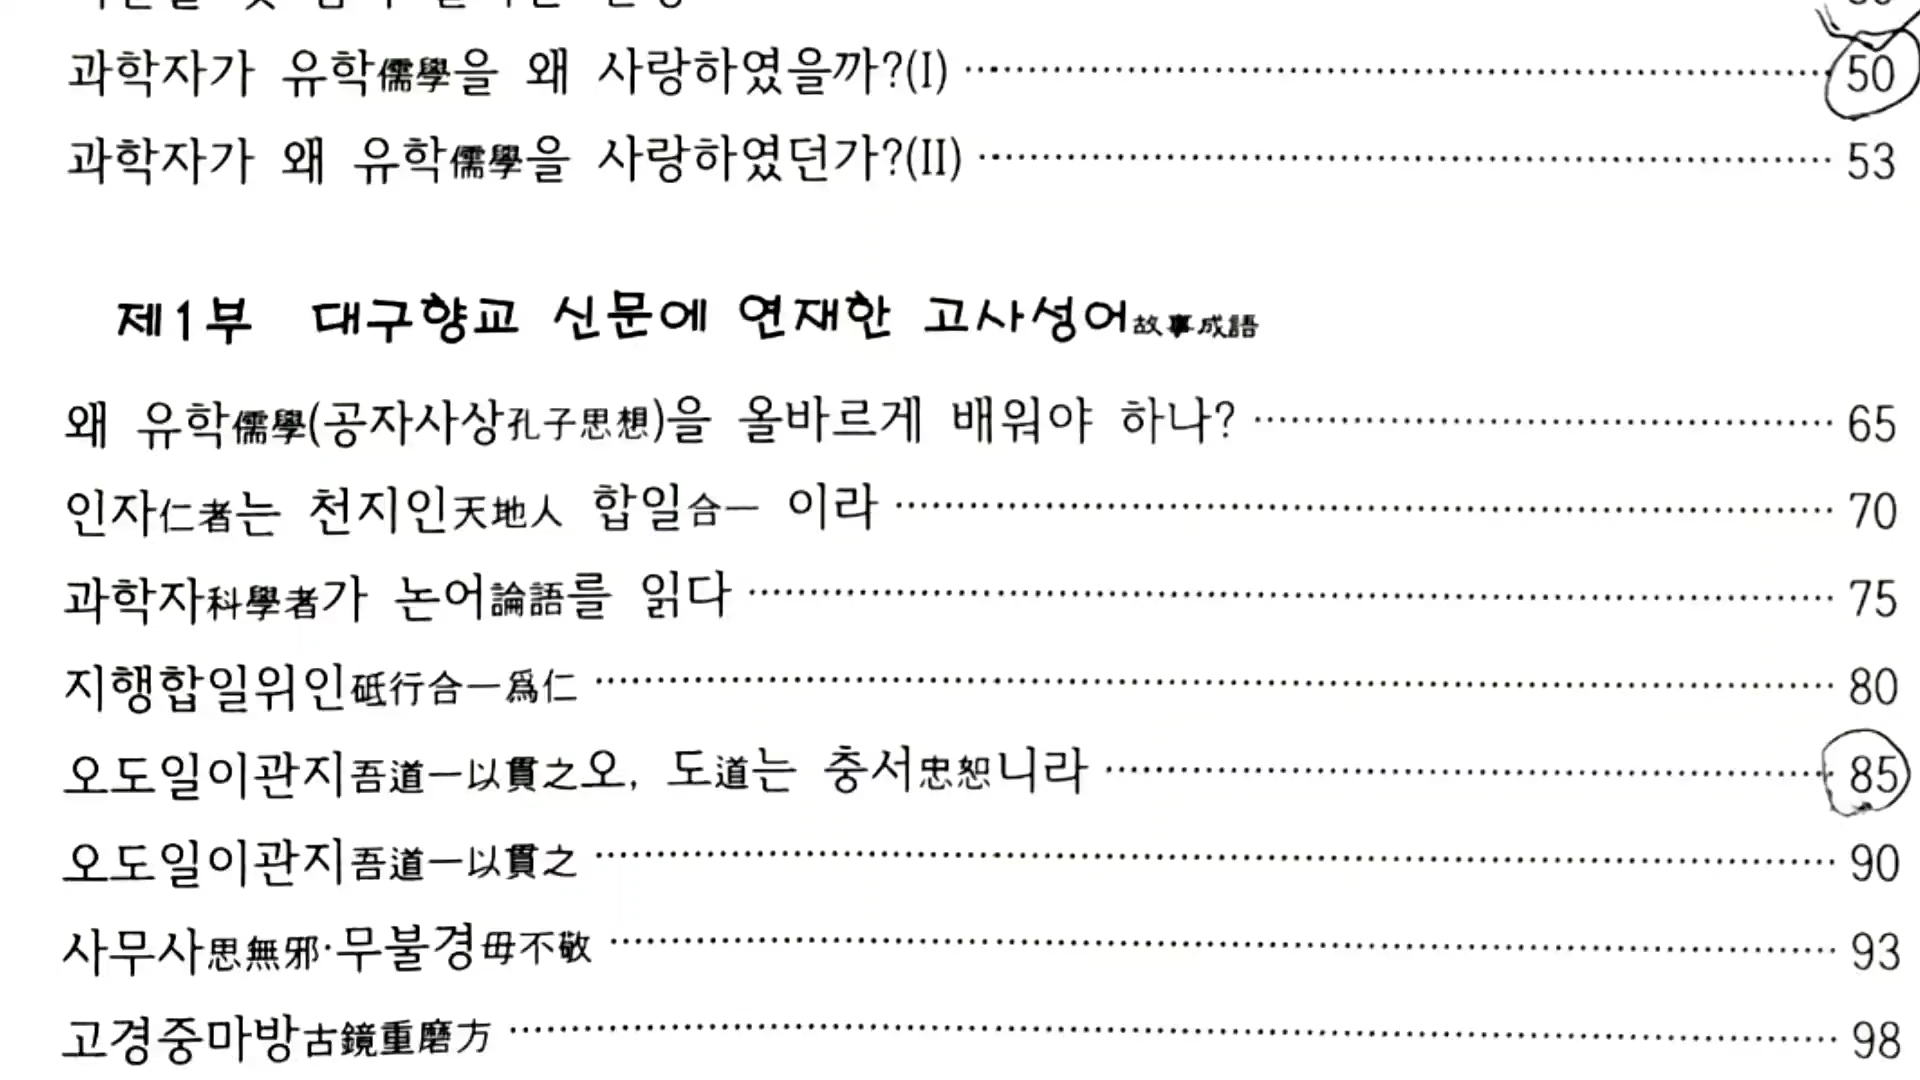 과학자가 유학儒學을 왜 사랑하였을까?(I) 50
과학자가 왜 유학儒學을 사랑하였던가?(II) 53
제1부 대구향교 신문에 연재한 고사성어故事成語
왜 유학儒學(공자사상孔子思想)을 올바르게 배워야 하나? 65
인자仁者는 천지인天地人 합일合一 이라 70
과학자科學者가 논어論語를 읽다 75
지행합일위인砥行合一爲仁 80
오도일이관지吾道一以貫之오, 도道는 충서忠恕니라 85
오도일이관지吾道一以貫之 90
사무사思無邪·무불경毋不敬 93
고경중마방古鏡重磨方 98